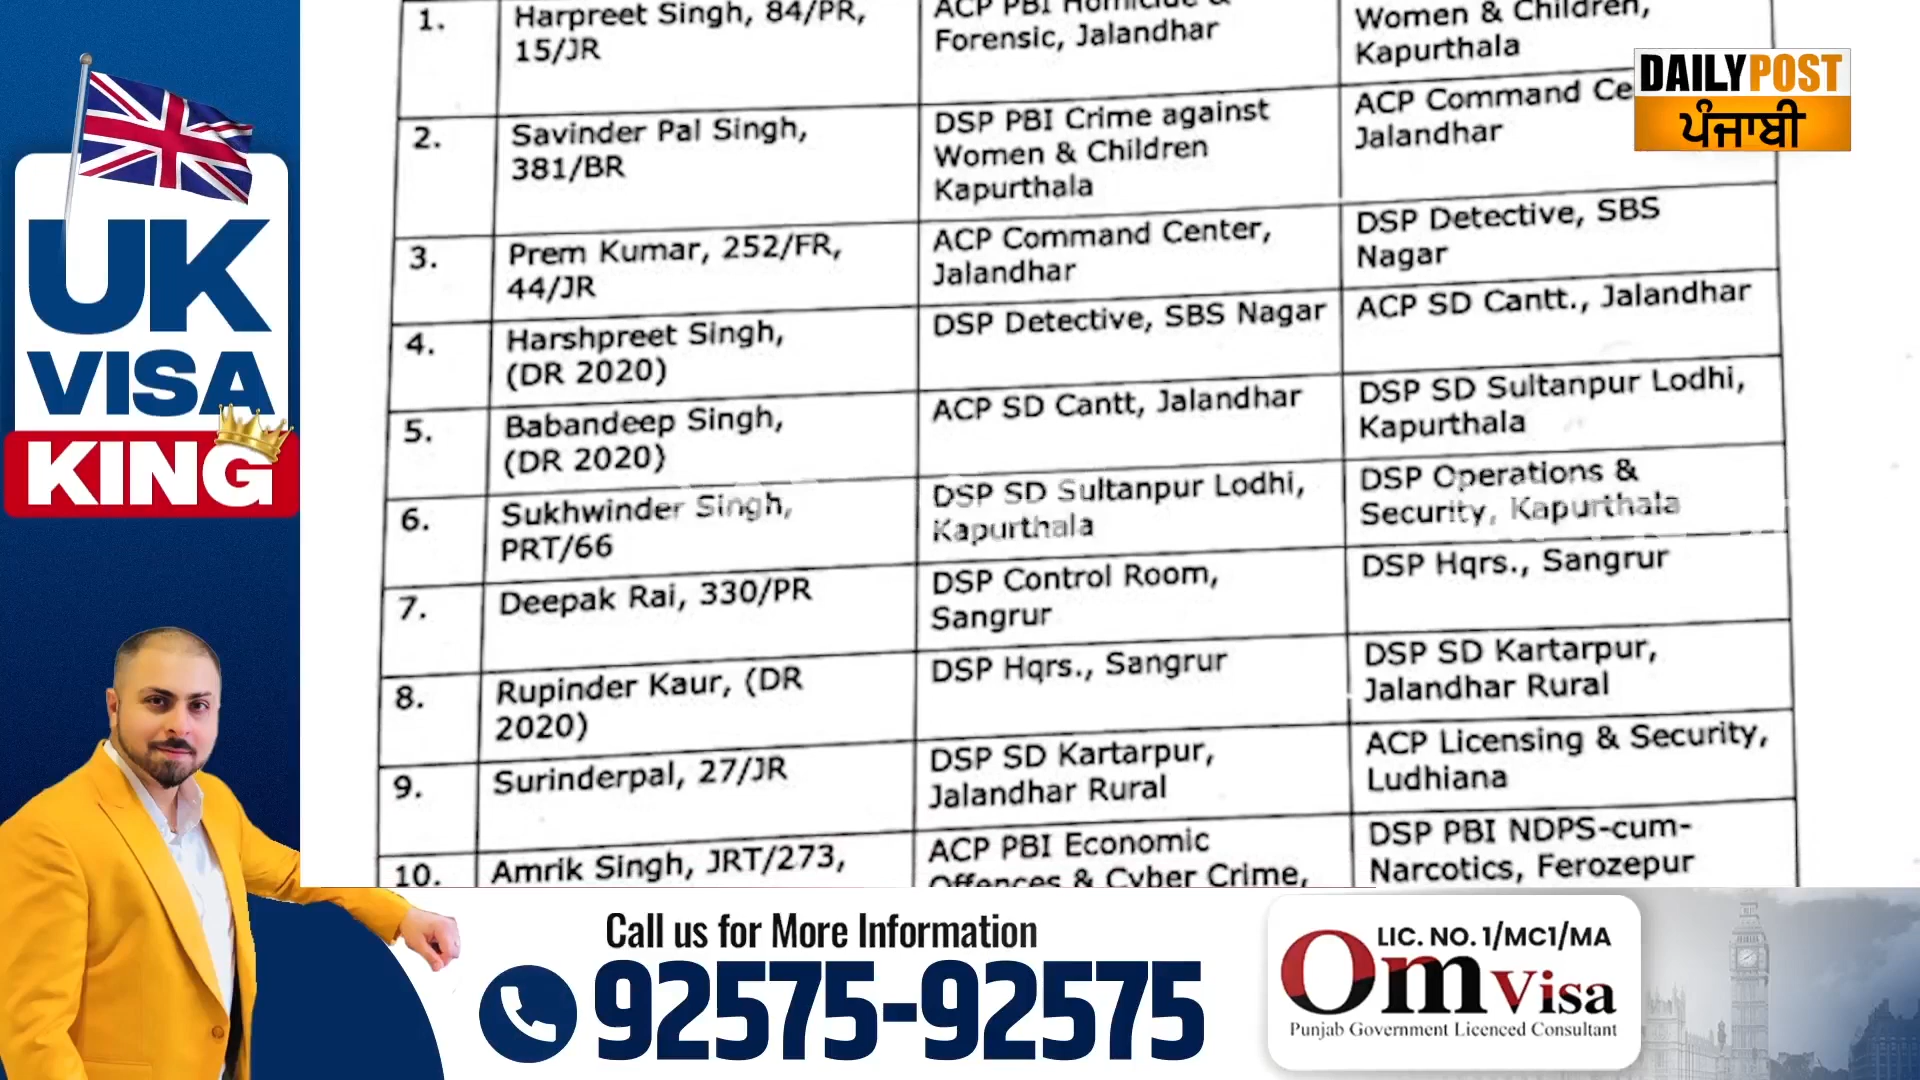 UK
VISA
KING
DAILYPOST
ਪੰਜਾਬੀ
1.
Harpreet Singh, 84/PR,
15/JR
ACP PBI Homicide &
Forensic, Jalandhar
Women & Children,
Kapurthala
2.
Savinder Pal Singh,
381/BR
DSP PBI Crime against
Women & Children
Kapurthala
ACP Command
Jalandhar
3.
Prem Kumar, 252/FR,
44/JR
ACP Command Center,
Jalandhar
DSP Detective, SBS
Nagar
4.
Harshpreet Singh,
(DR 2020)
DSP Detective, SBS Nagar
ACP SD Cantt., Jalandhar
5.
Babandeep Singh,
(DR 2020)
ACP SD Cantt, Jalandhar
DSP SD Sultanpur Lodhi,
Kapurthala
6.
Sukhwinder Singh,
PRT/66
DSP SD Sultanpur Lodhi,
Kapurthala
DSP Operations &
Security, Kapurthala
7.
Deepak Rai, 330/PR
DSP Control Room,
Sangrur
DSP Hqrs., Sangrur
8.
Rupinder Kaur, (DR
2020)
DSP Hqrs., Sangrur
DSP SD Kartarpur,
Jalandhar Rural
9.
Surinderpal, 27/JR
DSP SD Kartarpur,
Jalandhar Rural
ACP Licensing & Security,
Ludhiana
10.
Amrik Singh, JRT/273,
ACP PBI Economic
Offences & Cyber Crime,
DSP PBI NDPS-cum-
Narcotics, Ferozepur
Call us for More Information
92575-92575
LIC. NO. 1/MC1/MA
Om Visa
Punjab Government Licenced Consultant